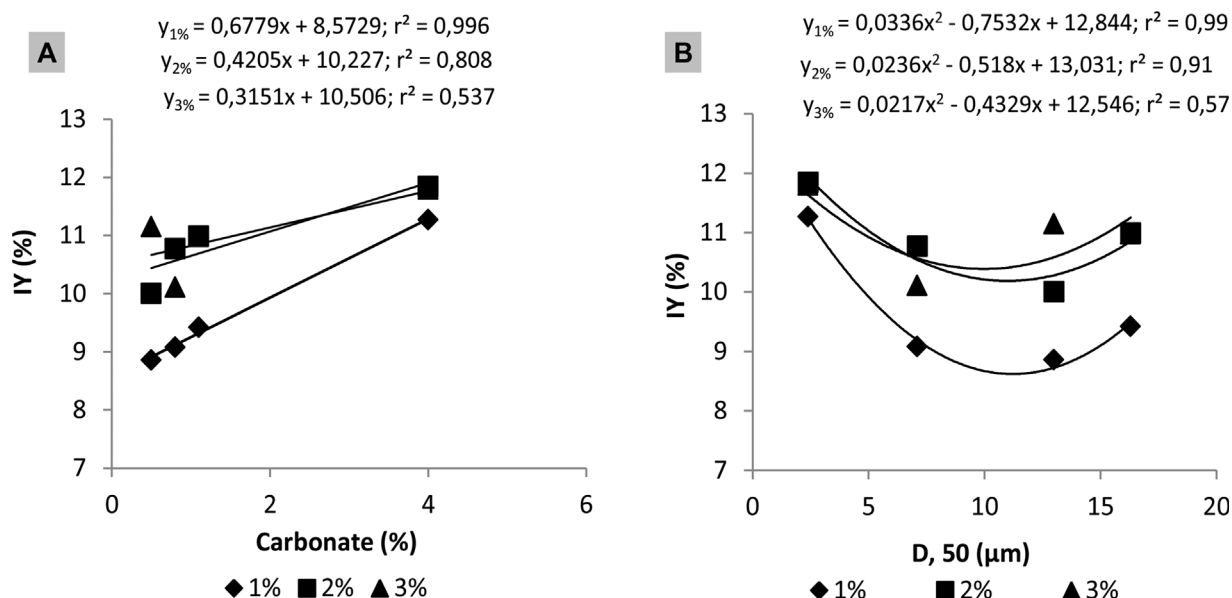 A
y1% = 0,6779x + 8,5729; r² = 0,996
y2% = 0,4205x + 10,227; r² = 0,808
y3% = 0,3151x + 10,506; r² = 0,537
13
12
11
10
9
8
7
IY (%)
0 2 4 6
Carbonate (%)
1% 2% 3%
B
y1% = 0,0336x² - 0,7532x + 12,844; r² = 0,99
y2% = 0,0236x² - 0,518x + 13,031; r² = 0,91
y3% = 0,0217x² - 0,4329x + 12,546; r² = 0,57
13
12
11
10
9
8
7
IY (%)
0 5 10 15 20
D, 50 (µm)
1% 2% 3%